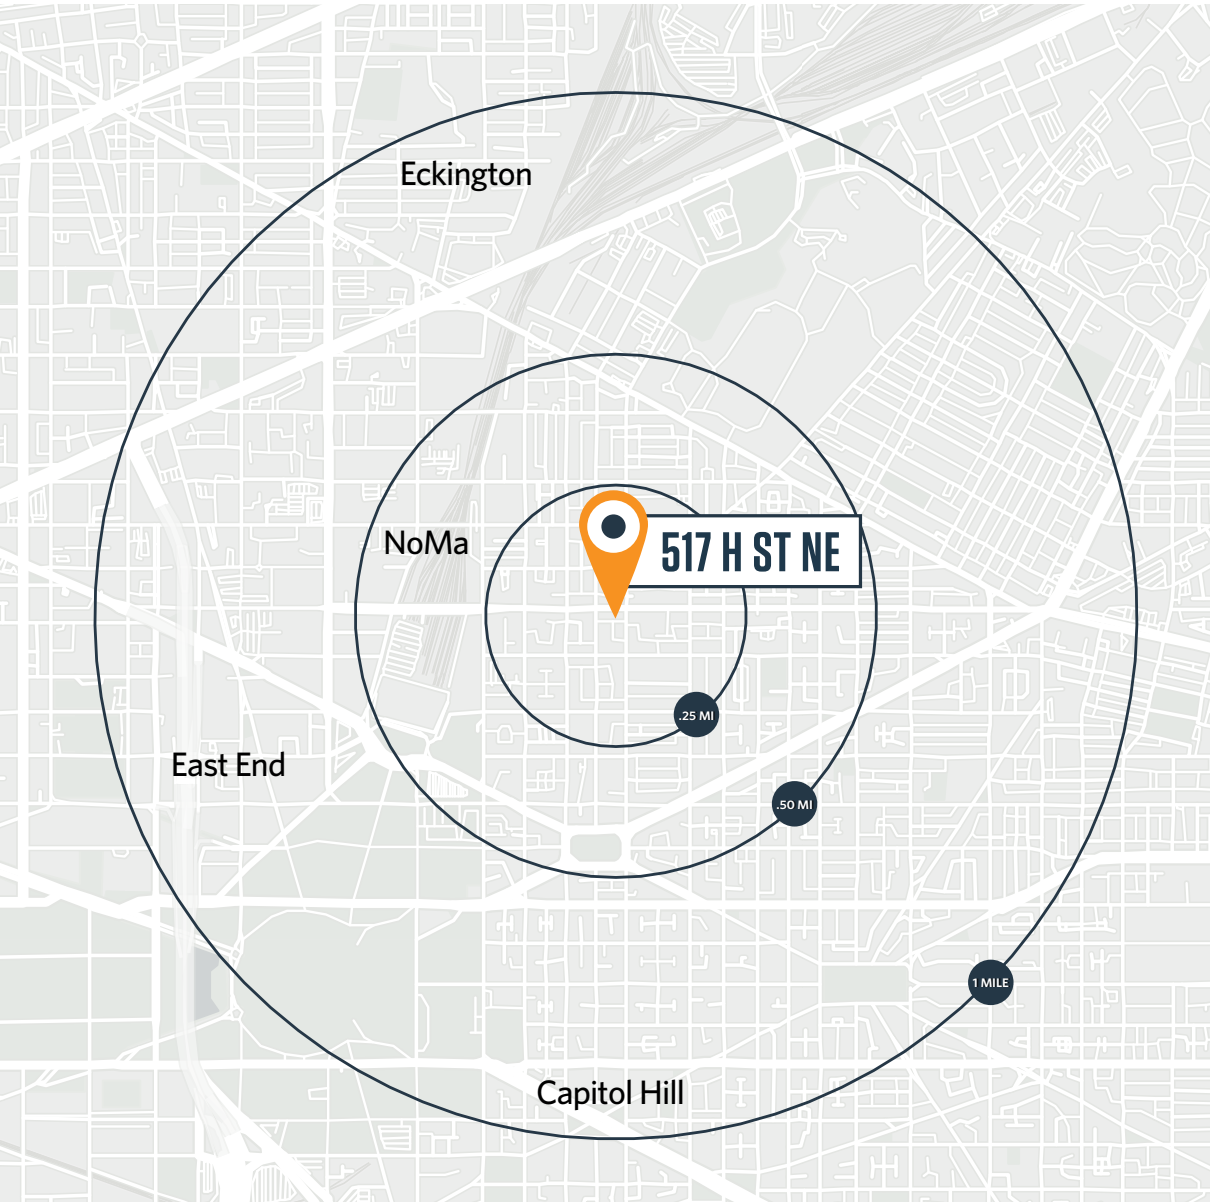 Eckington
NoMa
517 H ST NE
.25 MI
East End
.50 MI
1 MILE
Capitol Hill